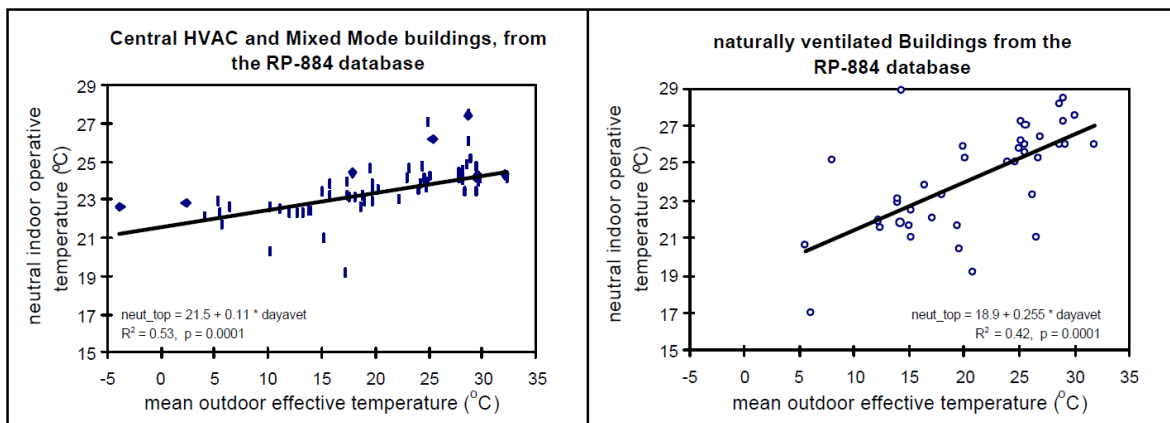 Central HVAC and Mixed Mode buildings, from
the RP-884 database
neutral indoor operative
temperature (ºC)
29
27
25
23
21
19
17
15
neut_top = 21.5 + 0.11 * dayavet
R² = 0.53, p = 0.0001
-5 0 5 10 15 20 25 30 35
mean outdoor effective temperature (°C)
naturally ventilated Buildings from the
RP-884 database
neutral indoor operative
temperature (ºC)
29
27
25
23
21
19
17
15
neut_top = 18.9 + 0.255 * dayavet
R² = 0.42, p = 0.0001
-5 0 5 10 15 20 25 30 35
mean outdoor effective temperature (°C)